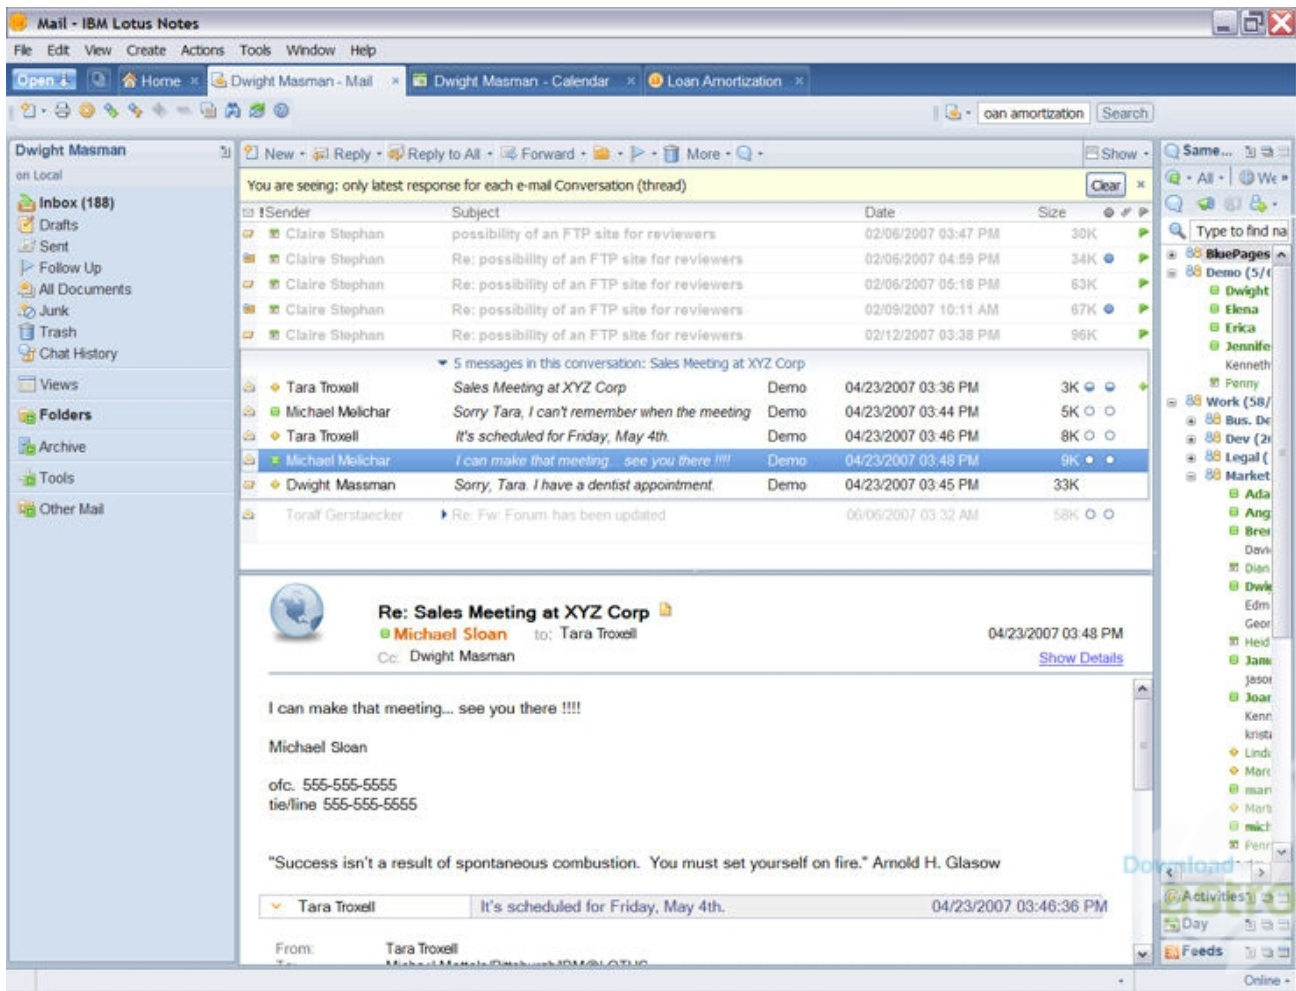 Mail - IBM Lotus Notes
File Edit View Create Actions Tools Window Help
Open Home Dwight Masman - Mail Dwight Masman - Calendar Loan Amortization
oan amortization Search
Dwight Masman
on Local
Inbox (188)
Drafts
Sent
Follow Up
All Documents
Junk
Trash
Chat History
Views
Folders
Archive
Tools
Other Mail
New Reply Reply to All Forward More Show
You are seeing: only latest response for each e-mail Conversation (thread) Clear
! Sender Subject Date Size
Claire Stephan possibility of an FTP site for reviewers 02/06/2007 03:47 PM 30K
Claire Stephan Re: possibility of an FTP site for reviewers 02/06/2007 04:59 PM 34K
Claire Stephan Re: possibility of an FTP site for reviewers 02/06/2007 05:18 PM 63K
Claire Stephan Re: possibility of an FTP site for reviewers 02/09/2007 10:11 AM 67K
Claire Stephan Re: possibility of an FTP site for reviewers 02/12/2007 03:38 PM 96K
5 messages in this conversation: Sales Meeting at XYZ Corp
Tara Troxell Sales Meeting at XYZ Corp Demo 04/23/2007 03:36 PM 3K
Michael Melichar Sorry Tara, I can't remember when the meeting Demo 04/23/2007 03:44 PM 5K
Tara Troxell It's scheduled for Friday, May 4th. Demo 04/23/2007 03:46 PM 8K
Michael Melichar I can make that meeting... see you there !!!! Demo 04/23/2007 03:48 PM 9K
Dwight Massman Sorry, Tara. I have a dentist appointment. Demo 04/23/2007 03:45 PM 33K
Toralf Gerstaecker Re: Fw: Forum has been updated 06/06/2007 03:32 AM 58K
Re: Sales Meeting at XYZ Corp
Michael Sloan to: Tara Troxell 04/23/2007 03:48 PM
Cc: Dwight Masman Show Details
I can make that meeting... see you there !!!!
Michael Sloan
ofc. 555-555-5555
tie/line 555-555-5555
"Success isn't a result of spontaneous combustion. You must set yourself on fire." Arnold H. Glasow
Tara Troxell It's scheduled for Friday, May 4th. 04/23/2007 03:46:36 PM
From: Tara Troxell
Same...
All We
Type to find na
BluePages
Demo (5/
Dwight
Elena
Erica
Jennife
Kenneth
Penny
Work (58/
Bus. De
Dev (2
Legal (
Market
Ada
Ang
Bre
Davi
Dian
Dwig
Edm
Geor
Heid
Jam
jason
Joan
Kenn
krista
Linda
Marc
mary
Mart
mich
Penn
Activities
Day
Feeds
Online
Download
astro